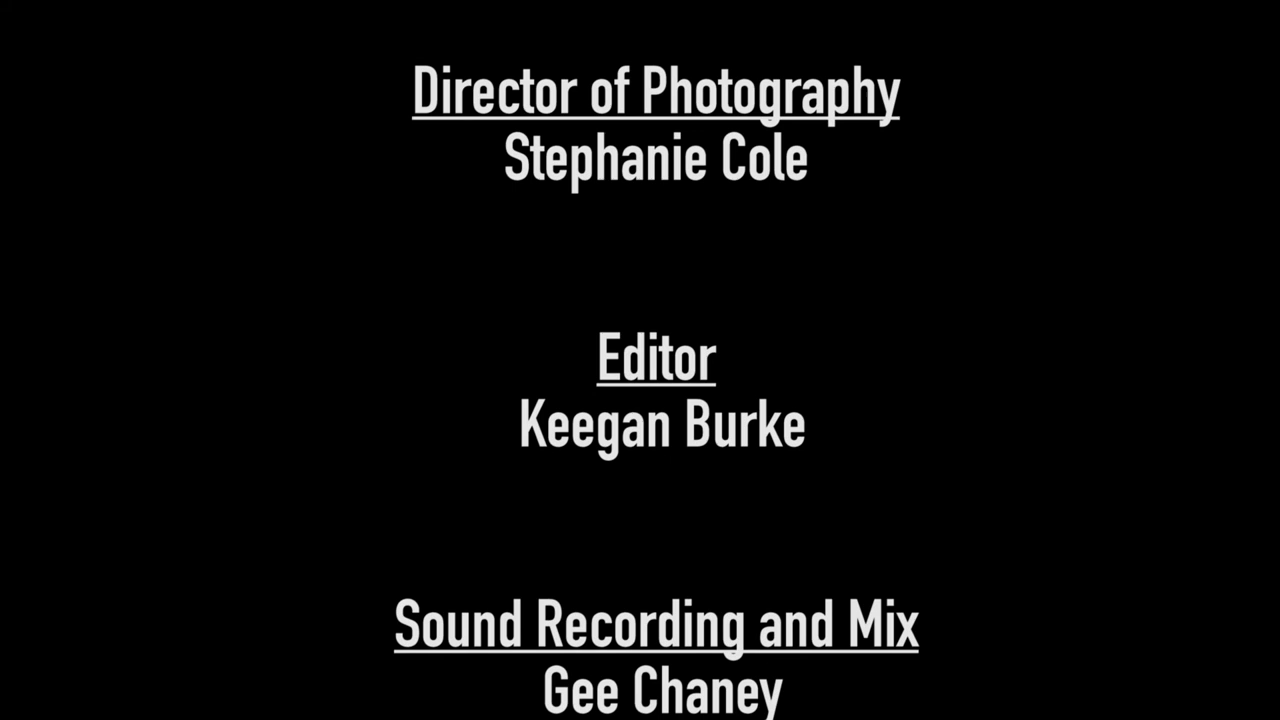 Director of Photography
Stephanie Cole
Editor
Keegan Burke
Sound Recording and Mix
Gee Chaney